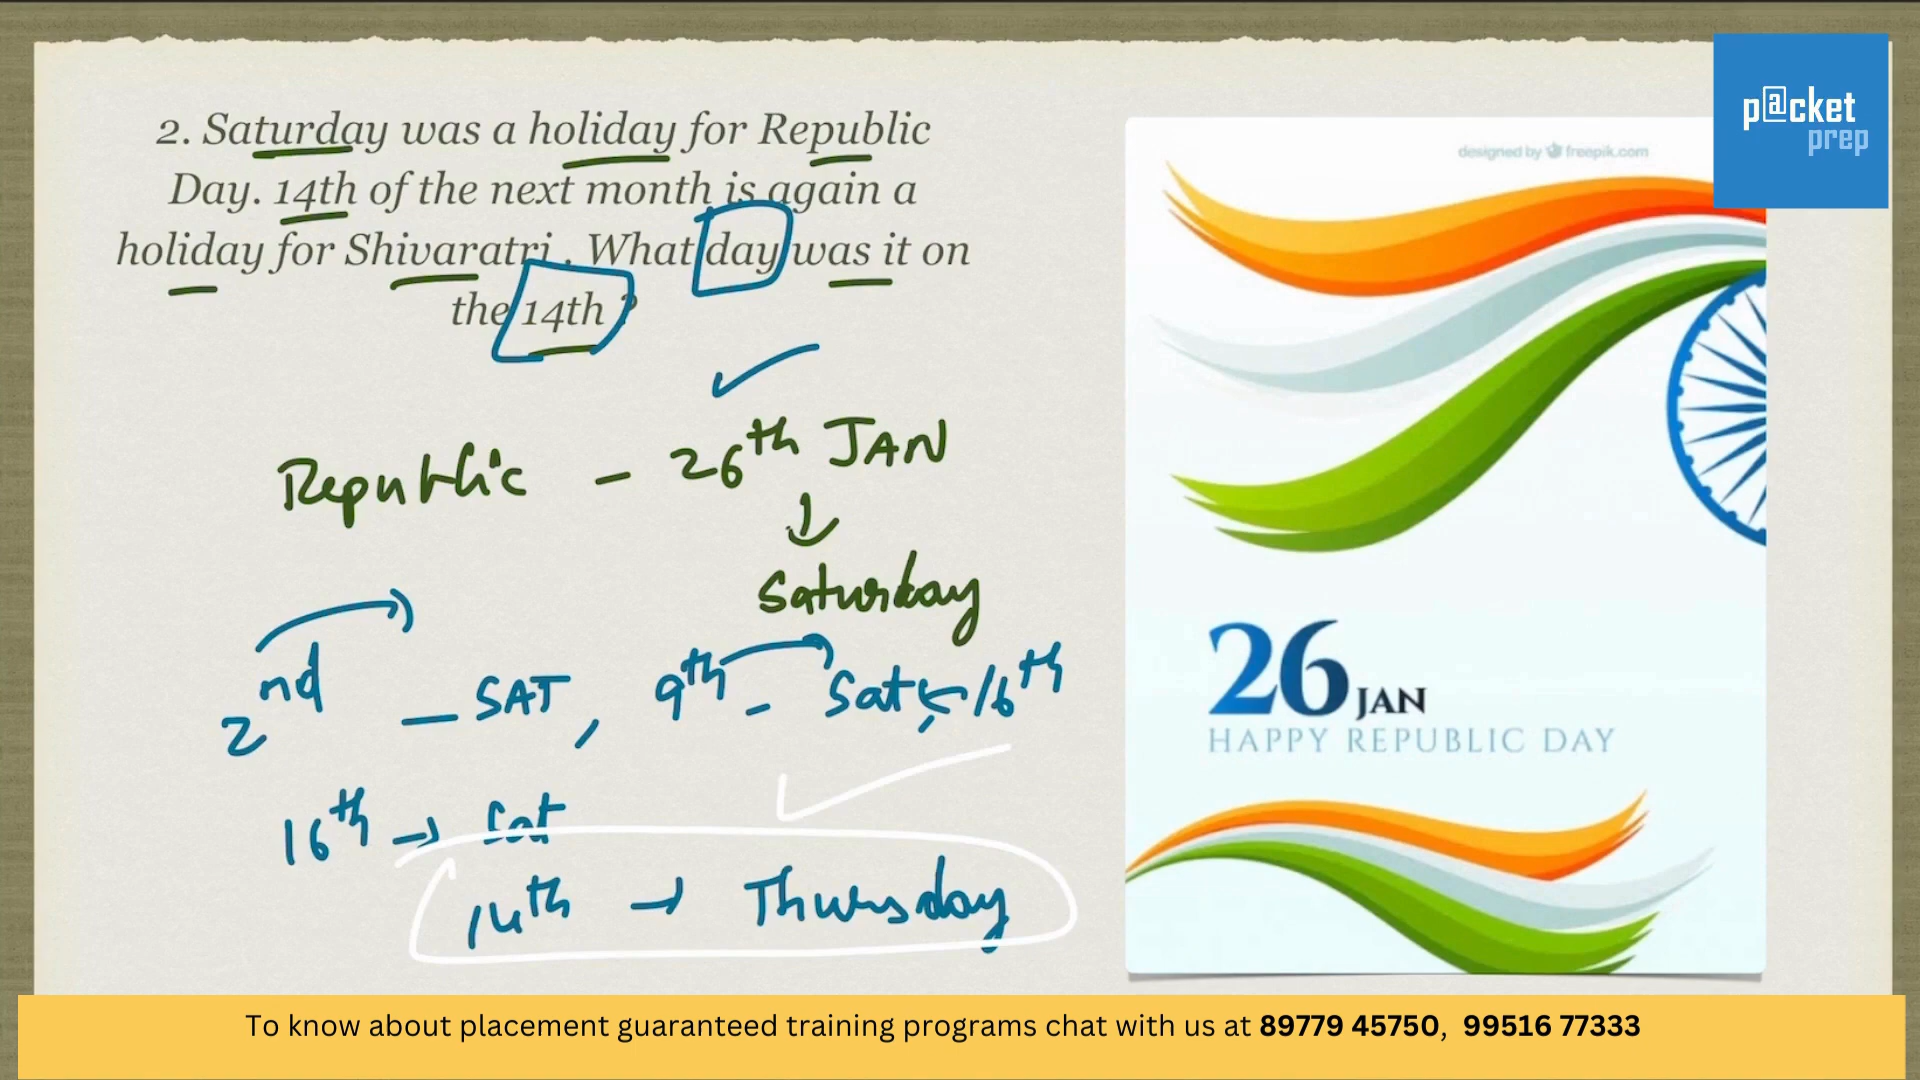 p@cket
prep
2. Saturday was a holiday for Republic
Day. 14th of the next month is again a
holiday for Shivaratri . What day was it on
the 14th ?
Republic - 26th JAN
Saturday
2nd - SAT, 9th - Sat, ← 16th
16th → Sat
14th → Thursday
designed by freepik.com
26 JAN
HAPPY REPUBLIC DAY
To know about placement guaranteed training programs chat with us at 89779 45750, 99516 77333